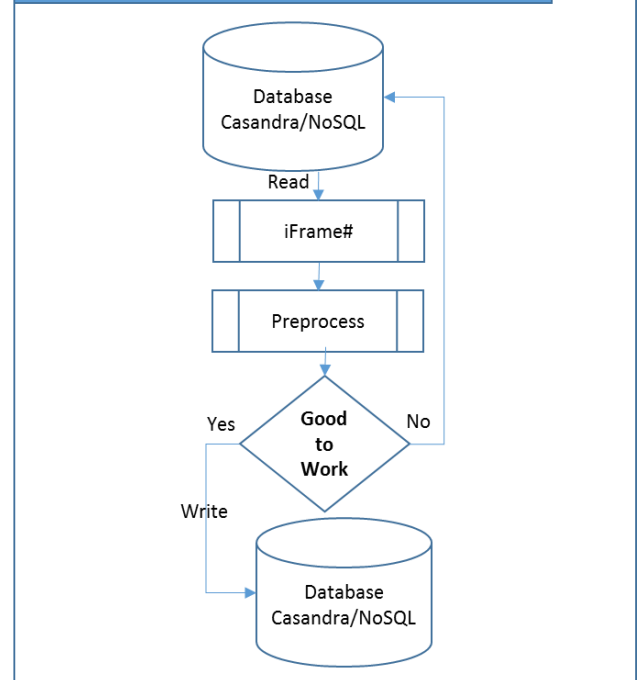 Database
Casandra/NoSQL
Read
iFrame#
Preprocess
Yes
No
Good
to
Work
Write
Database
Casandra/NoSQL